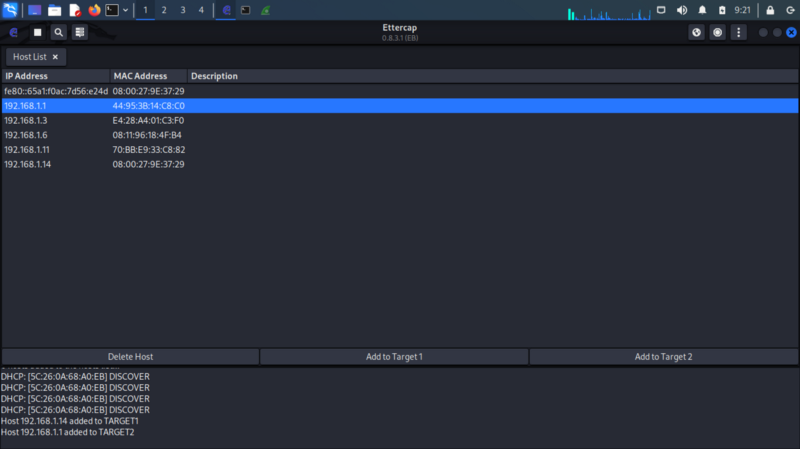 1 2 3 4 9:21
Ettercap
0.8.3.1 (EB)
Host List ×
IP Address MAC Address Description
fe80::65a1:f0ac:7d56:e24d 08:00:27:9E:37:29
192.168.1.1 44:95:3B:14:C8:C0
192.168.1.3 E4:28:A4:01:C3:F0
192.168.1.6 08:11:96:18:4F:B4
192.168.1.11 70:BB:E9:33:C8:82
192.168.1.14 08:00:27:9E:37:29
Delete Host Add to Target 1 Add to Target 2
DHCP: [5C:26:0A:68:A0:EB] DISCOVER
DHCP: [5C:26:0A:68:A0:EB] DISCOVER
DHCP: [5C:26:0A:68:A0:EB] DISCOVER
DHCP: [5C:26:0A:68:A0:EB] DISCOVER
Host 192.168.1.14 added to TARGET1
Host 192.168.1.1 added to TARGET2